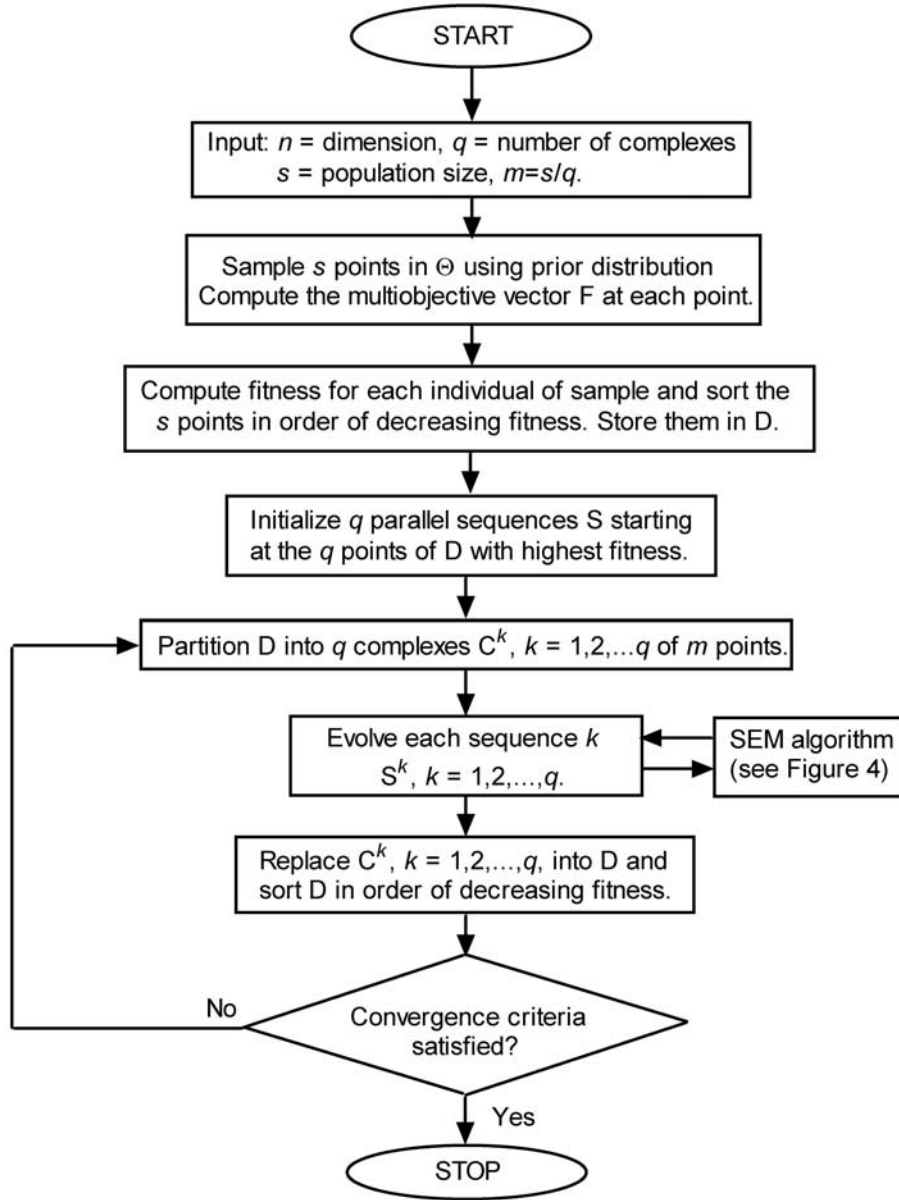 START
Input: n = dimension, q = number of complexes
s = population size, m=s/q.
Sample s points in Θ using prior distribution
Compute the multiobjective vector F at each point.
Compute fitness for each individual of sample and sort the
s points in order of decreasing fitness. Store them in D.
Initialize q parallel sequences S starting
at the q points of D with highest fitness.
Partition D into q complexes C^k, k = 1,2,...q of m points.
Evolve each sequence k
S^k, k = 1,2,...,q.
SEM algorithm
(see Figure 4)
Replace C^k, k = 1,2,...,q, into D and
sort D in order of decreasing fitness.
No
Convergence criteria
satisfied?
Yes
STOP